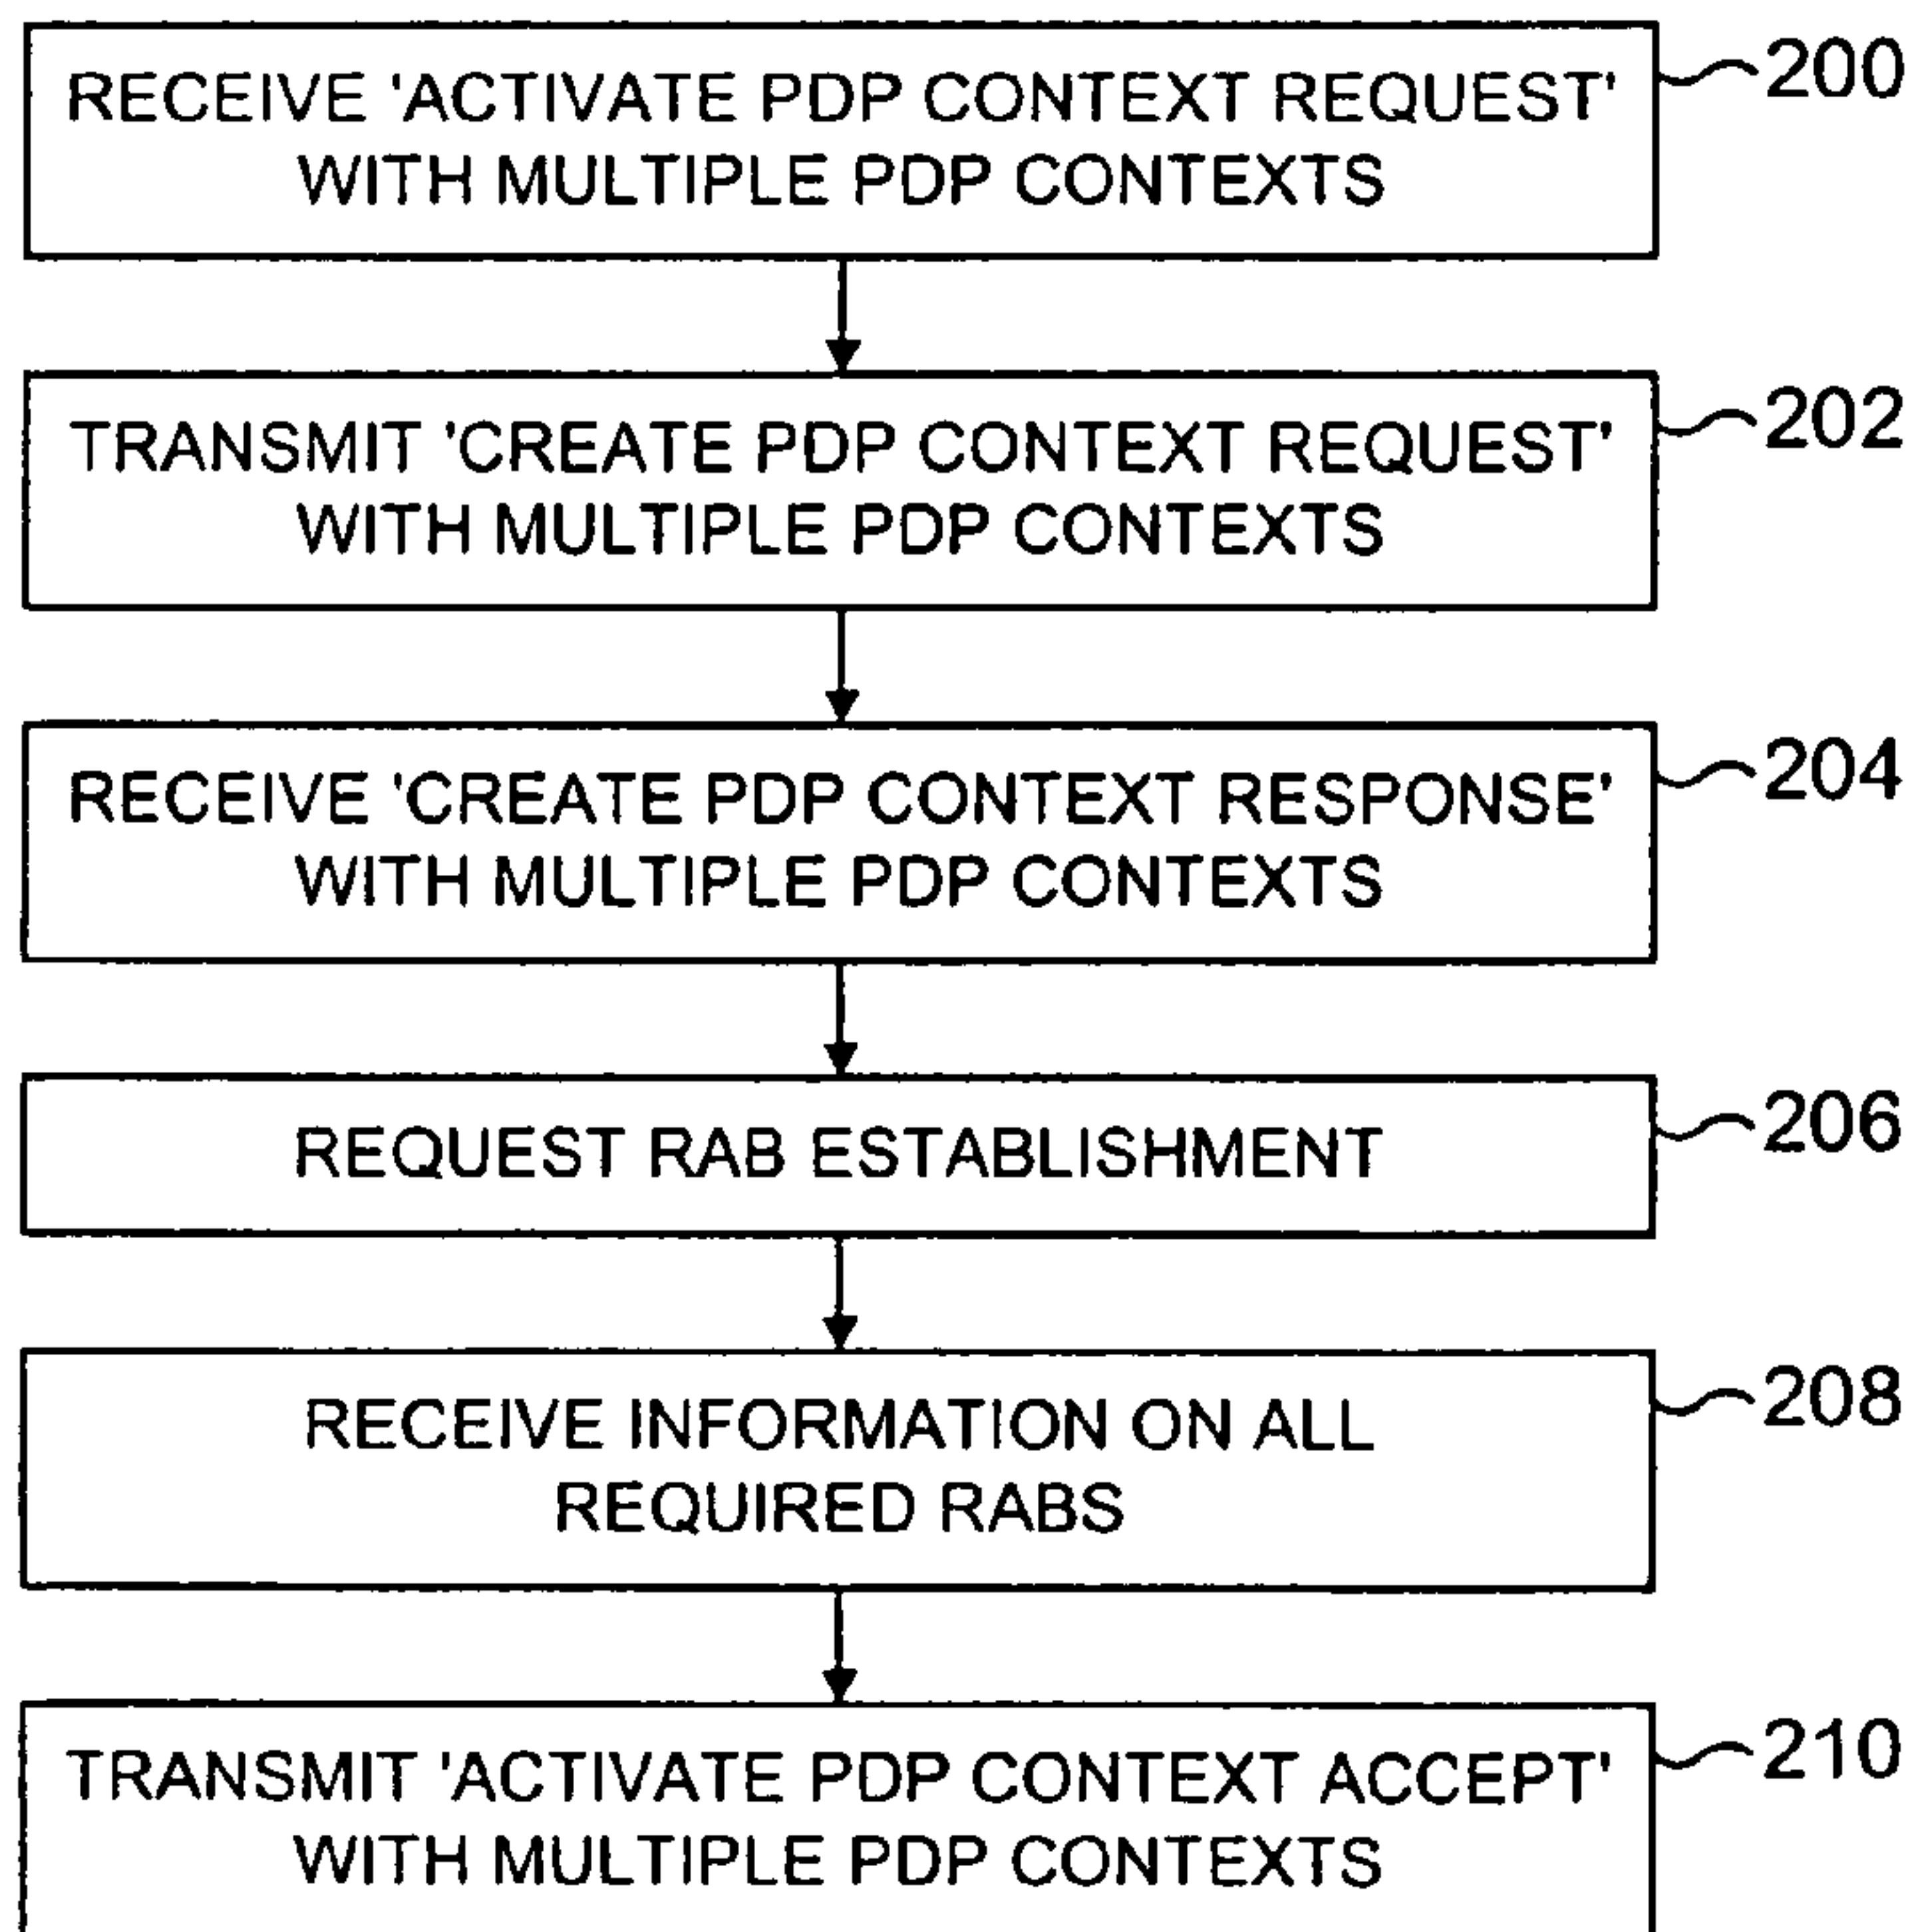 RECEIVE 'ACTIVATE PDP CONTEXT REQUEST'
WITH MULTIPLE PDP CONTEXTS
200
TRANSMIT 'CREATE PDP CONTEXT REQUEST'
WITH MULTIPLE PDP CONTEXTS
202
RECEIVE 'CREATE PDP CONTEXT RESPONSE'
WITH MULTIPLE PDP CONTEXTS
204
REQUEST RAB ESTABLISHMENT
206
RECEIVE INFORMATION ON ALL
REQUIRED RABS
208
TRANSMIT 'ACTIVATE PDP CONTEXT ACCEPT'
WITH MULTIPLE PDP CONTEXTS
210